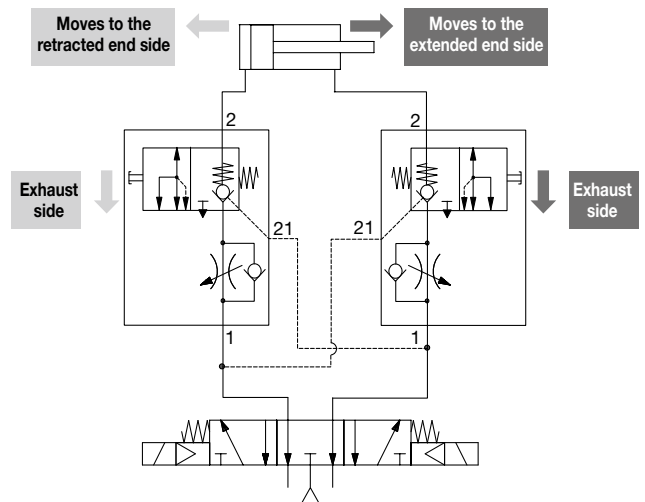 Moves to the
retracted end side
Moves to the
extended end side
2
2
Exhaust
side
Exhaust
side
21
21
1
1